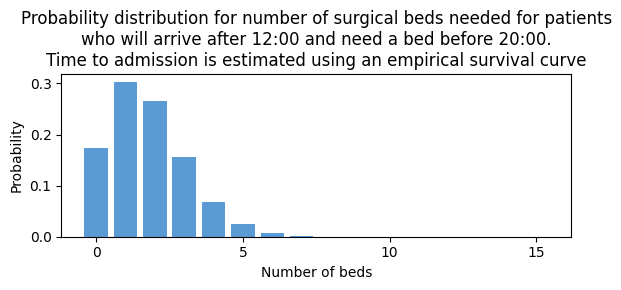 Probability distribution for number of surgical beds needed for patients
who will arrive after 12:00 and need a bed before 20:00.
Time to admission is estimated using an empirical survival curve
0.3
0.2
0.1
0.0
Probability
0 5 10 15
Number of beds